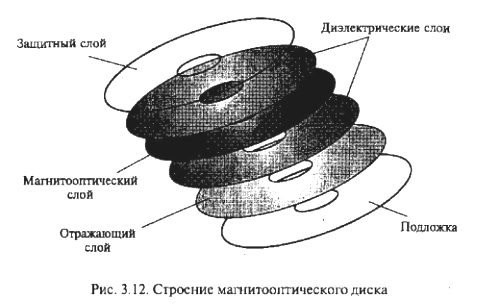 Защитный слой
Диэлектрические слои
Магнитооптический
слой
Отражающий
слой
Подложка
Рис. 3.12. Строение магнитооптического диска